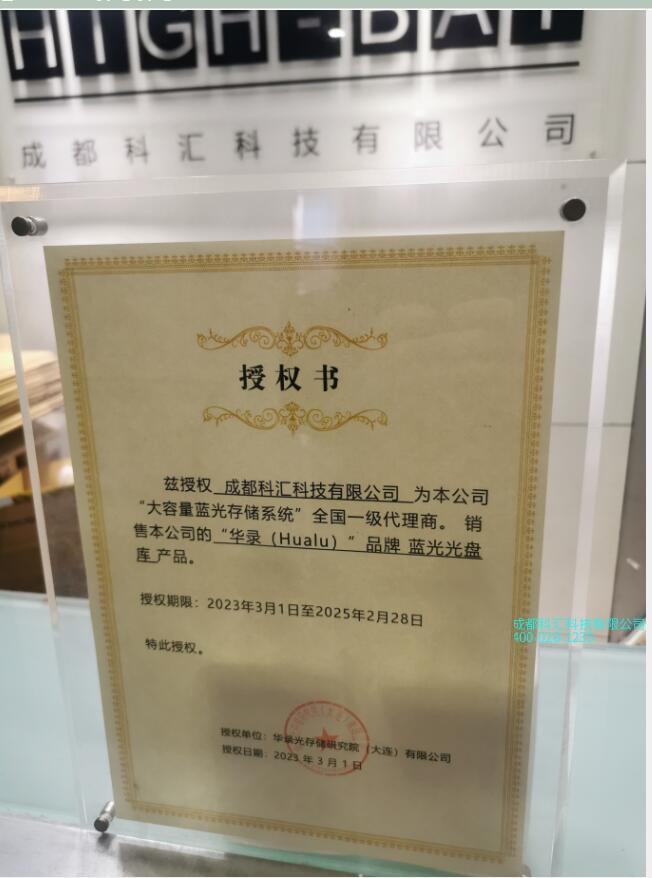 HIGH-BAY
成都科汇科技有限公司
授权书
兹授权 成都科汇科技有限公司 为本公司
“大容量蓝光存储系统”全国一级代理商。 销
售本公司的“华录（Hualu）”品牌 蓝光光盘
库 产品。
授权期限：2023年3月1日至2025年2月28日
特此授权。
成都科汇科技有限公司
400-028-1235
授权单位：华录光存储研究院（大连）有限公司
授权日期：2023 年 3 月 1 日